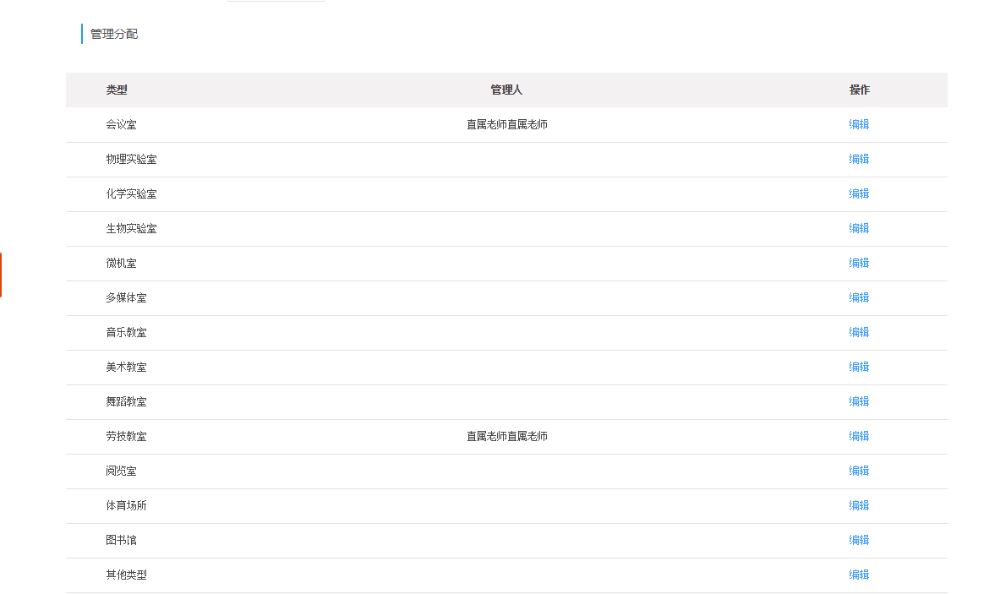 管理分配
类型 管理人 操作
会议室 直属老师直属老师 编辑
物理实验室 编辑
化学实验室 编辑
生物实验室 编辑
微机室 编辑
多媒体室 编辑
音乐教室 编辑
美术教室 编辑
舞蹈教室 编辑
劳技教室 直属老师直属老师 编辑
阅览室 编辑
体育场所 编辑
图书馆 编辑
其他类型 编辑